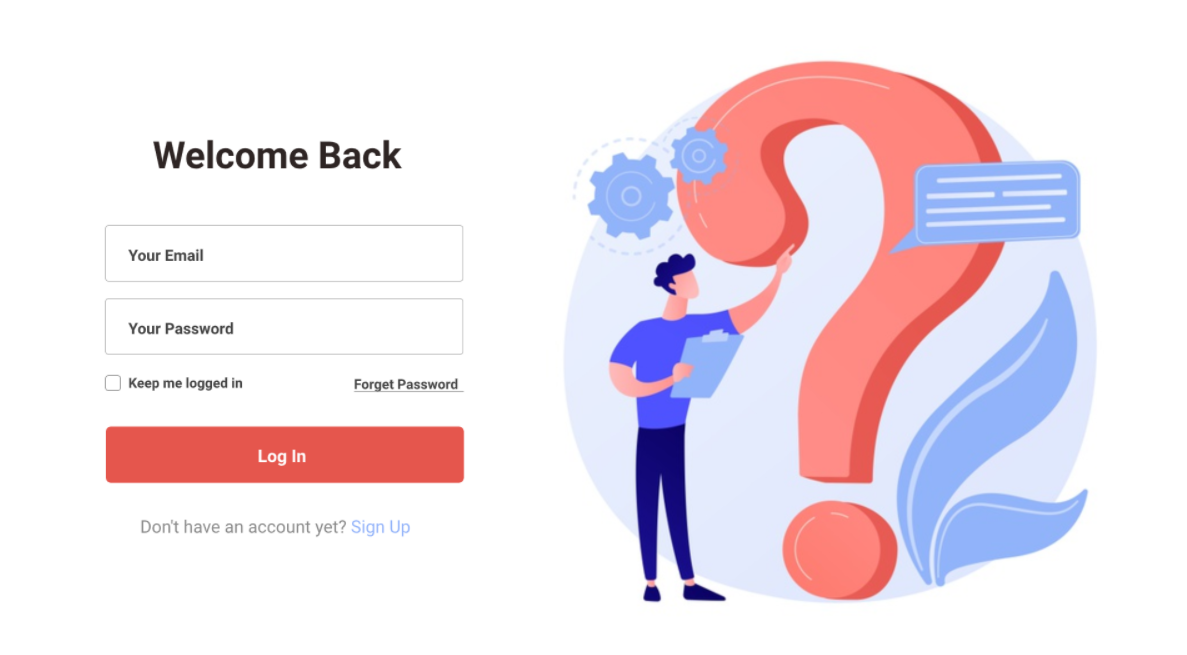 Welcome Back
Your Email
Your Password
Keep me logged in
Forget Password
Log In
Don't have an account yet? Sign Up